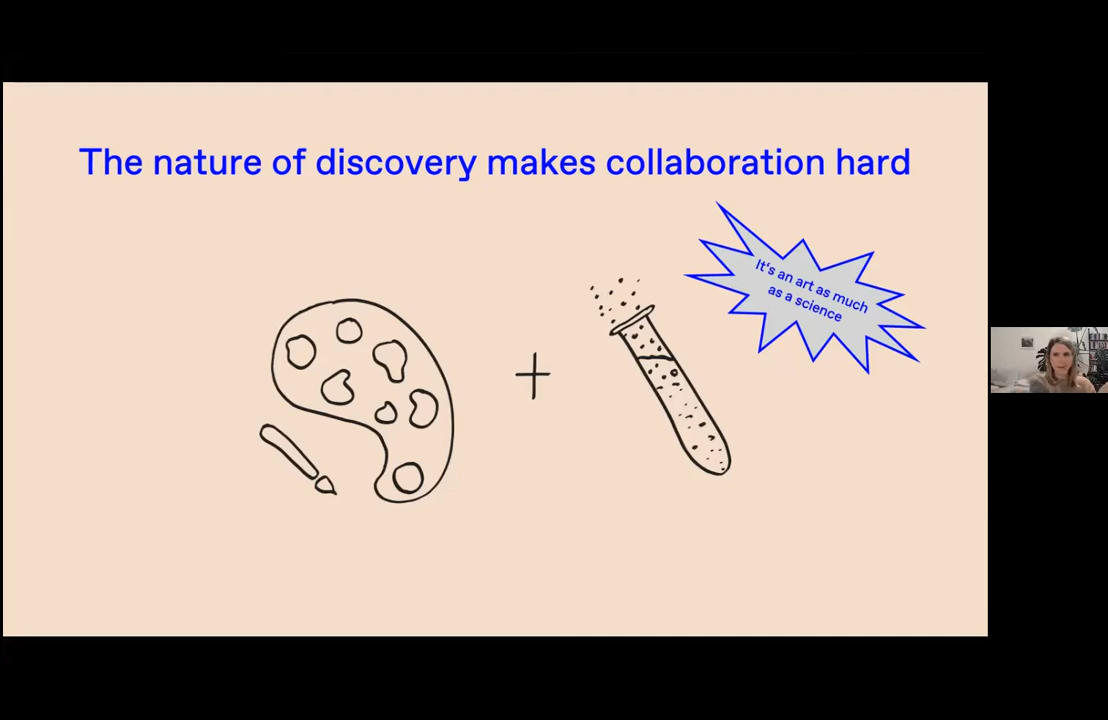 The nature of discovery makes collaboration hard
It's an art as much
as a science